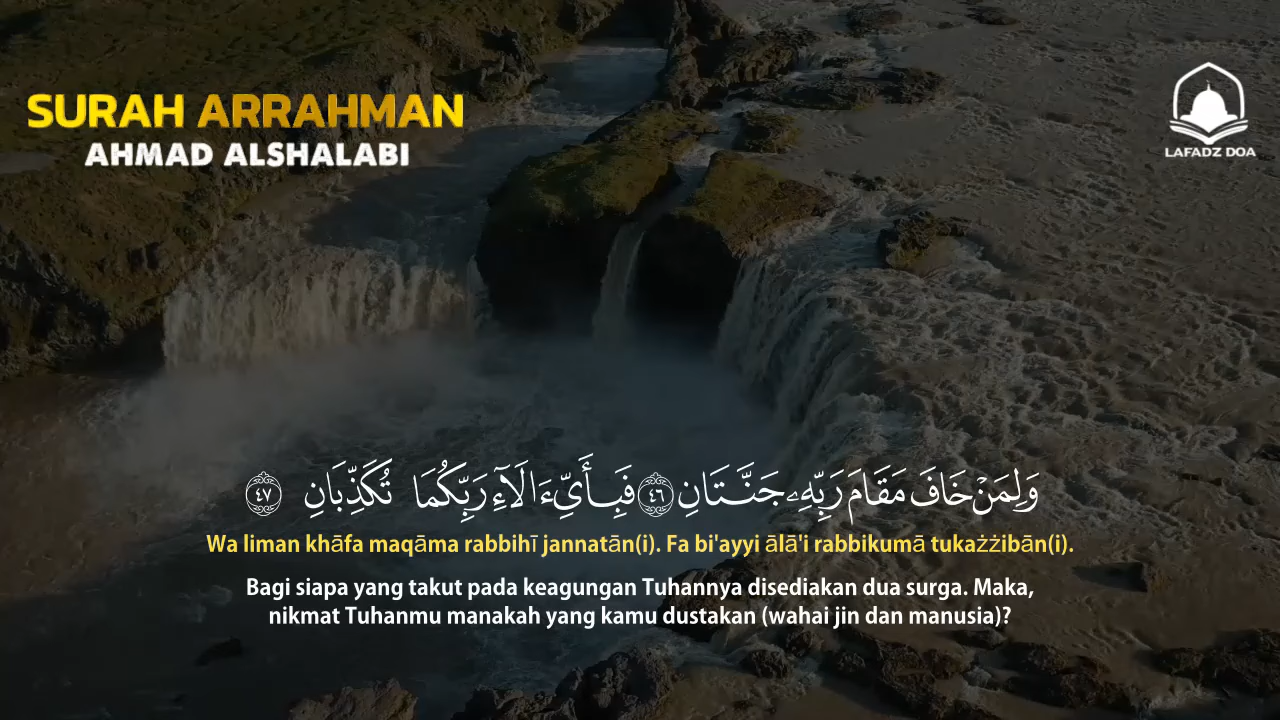 SURAH ARRAHMAN
AHMAD ALSHALABI
LAFADZ DOA
وَلِمَنْ خَافَ مَقَامَ رَبِّهِۦ جَنَّتَانِ ٤٦ فَبِأَىِّ ءَالَآءِ رَبِّكُمَا تُكَذِّبَانِ ٤٧
Wa liman khāfa maqāma rabbihī jannatān(i). Fa bi'ayyi ālā'i rabbikumā tukażżibān(i).
Bagi siapa yang takut pada keagungan Tuhannya disediakan dua surga. Maka,
nikmat Tuhanmu manakah yang kamu dustakan (wahai jin dan manusia)?